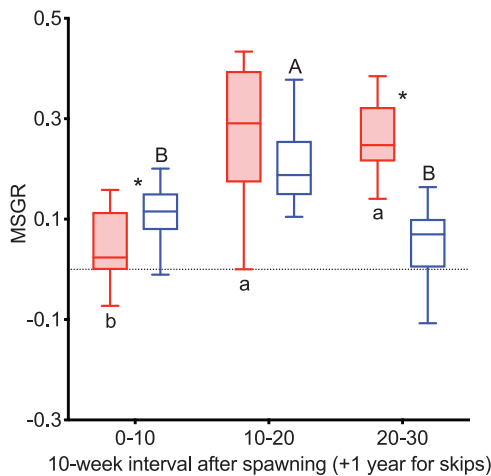 0.5
0.3
0.1
-0.1
-0.3
MSGR
A
B
*
*
B
a
a
b
0-10
10-20
20-30
10-week interval after spawning (+1 year for skips)